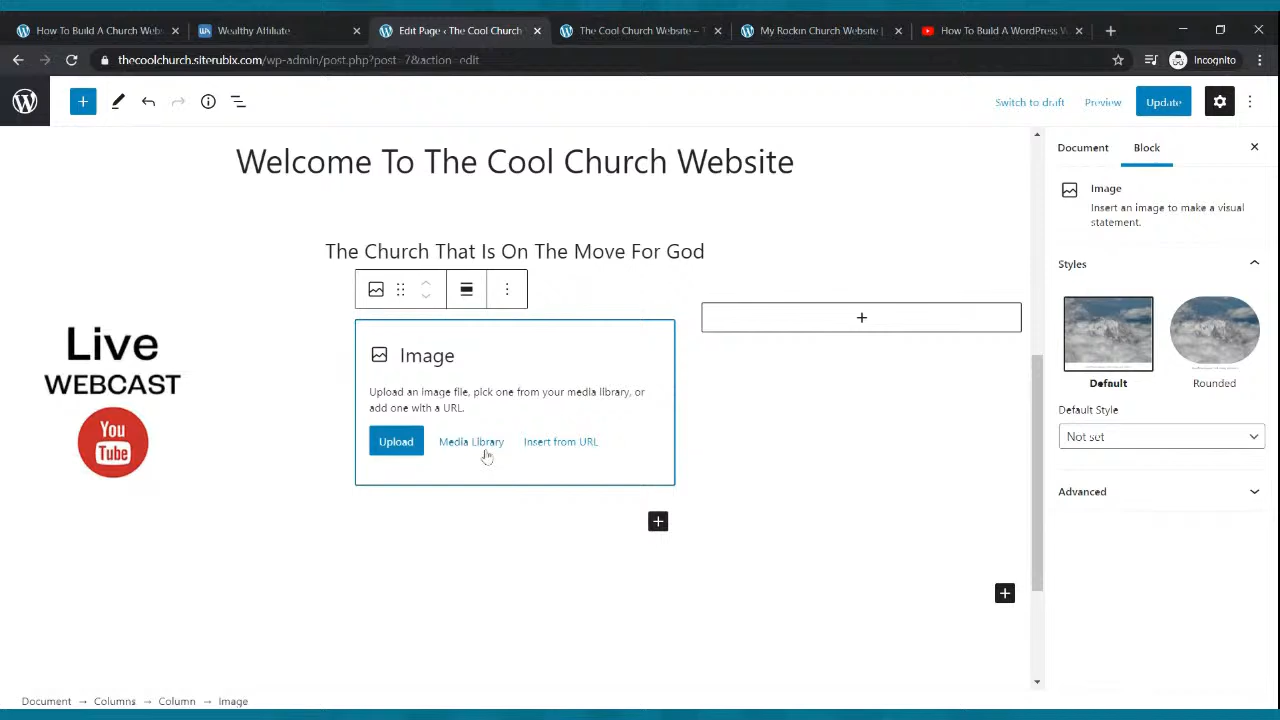 How To Build A Church Web
Wealthy Affiliate
Edit Page ‹ The Cool Church
The Cool Church Website – T
My Rockin Church Website |
How To Build A WordPress W
thecoolchurch.siterubix.com/wp-admin/post.php?post=7&action=edit
Incognito
Switch to draft
Preview
Update
Welcome To The Cool Church Website
The Church That Is On The Move For God
Live
WEBCAST
You
Tube
Image
Upload an image file, pick one from your media library, or
add one with a URL.
Upload
Media Library
Insert from URL
Document
Block
Image
Insert an image to make a visual
statement.
Styles
Default
Rounded
Default Style
Not set
Advanced
Document → Columns → Column → Image